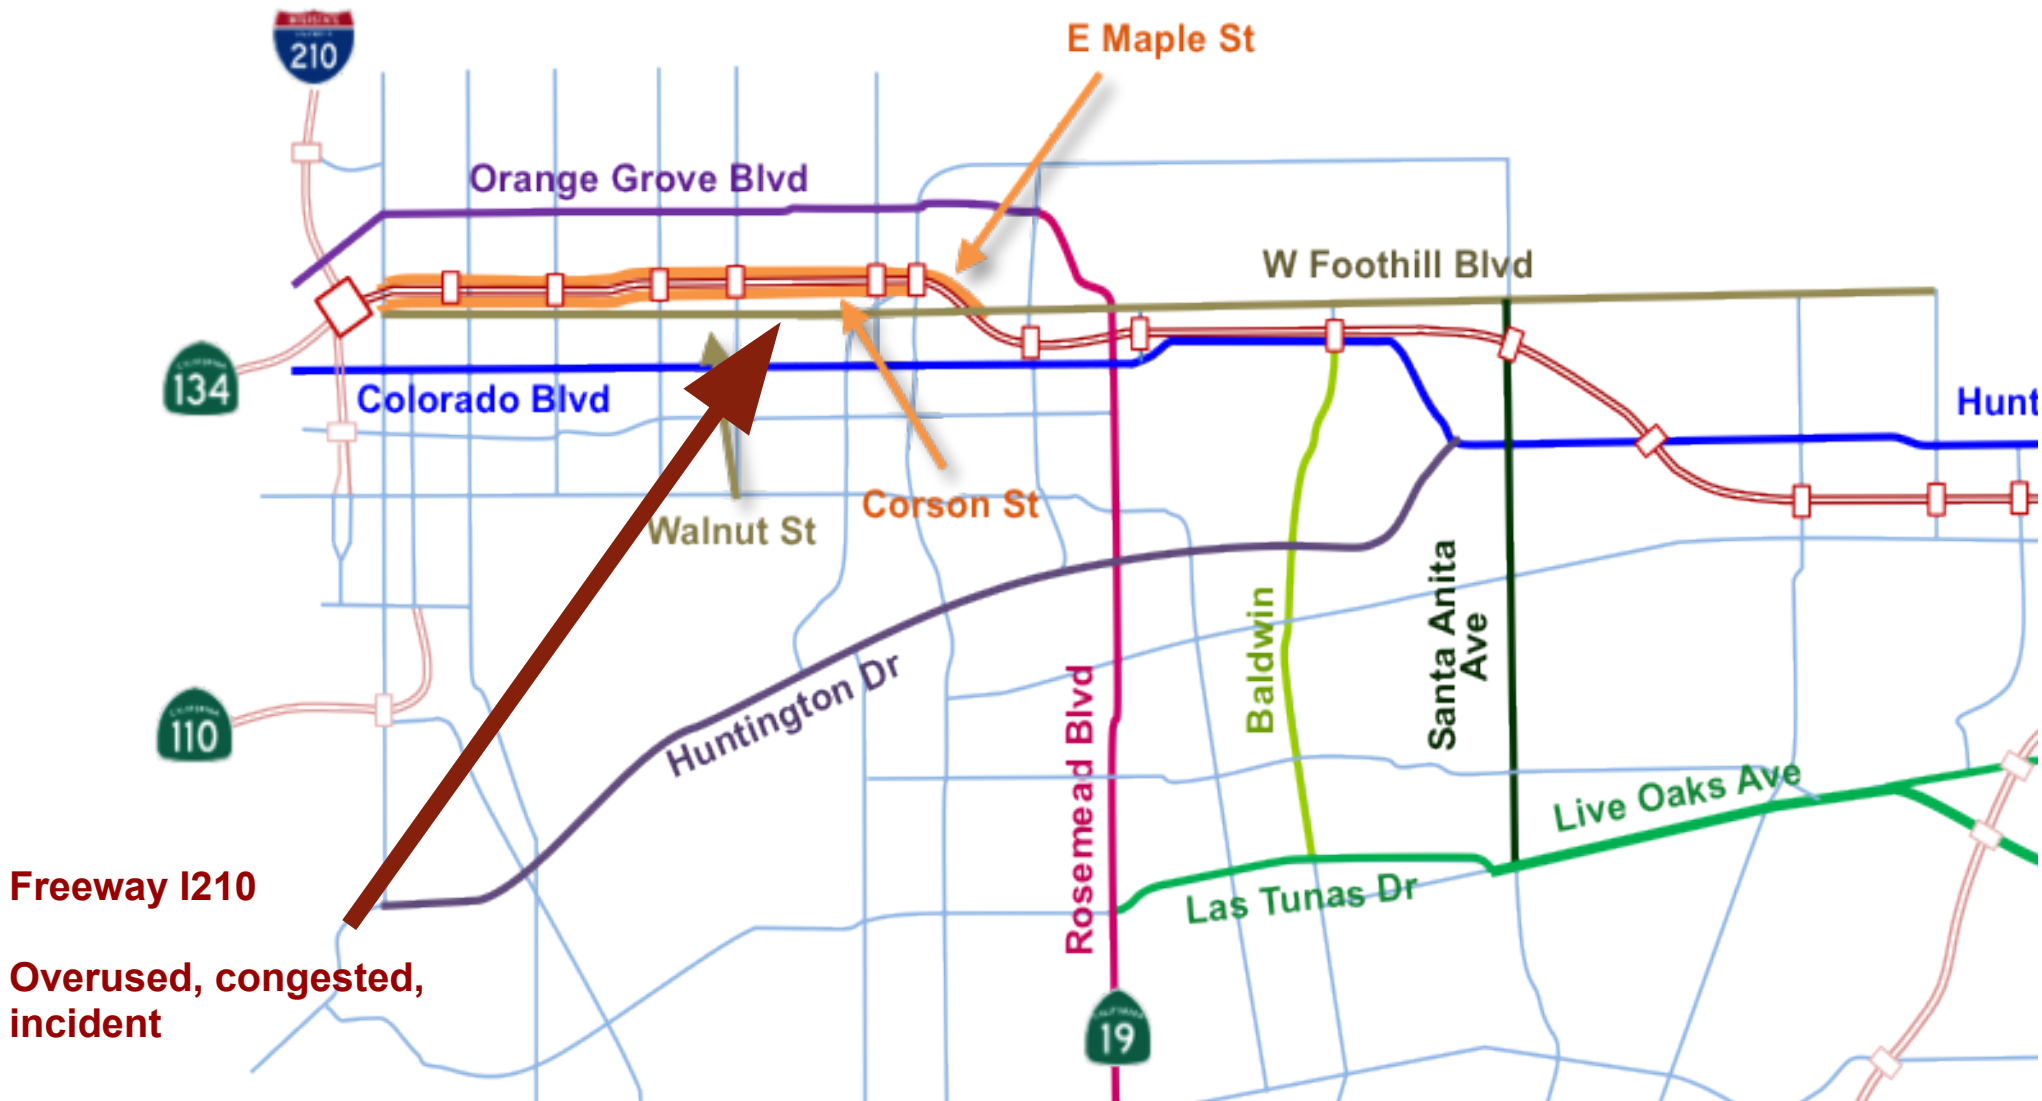 210
E Maple St
Orange Grove Blvd
W Foothill Blvd
134
Colorado Blvd
Hunt
Corson St
Walnut St
Santa Anita
Ave
Baldwin
110
Huntington Dr
Rosemead Blvd
Live Oaks Ave
Las Tunas Dr
Freeway I210
Overused, congested,
incident
19